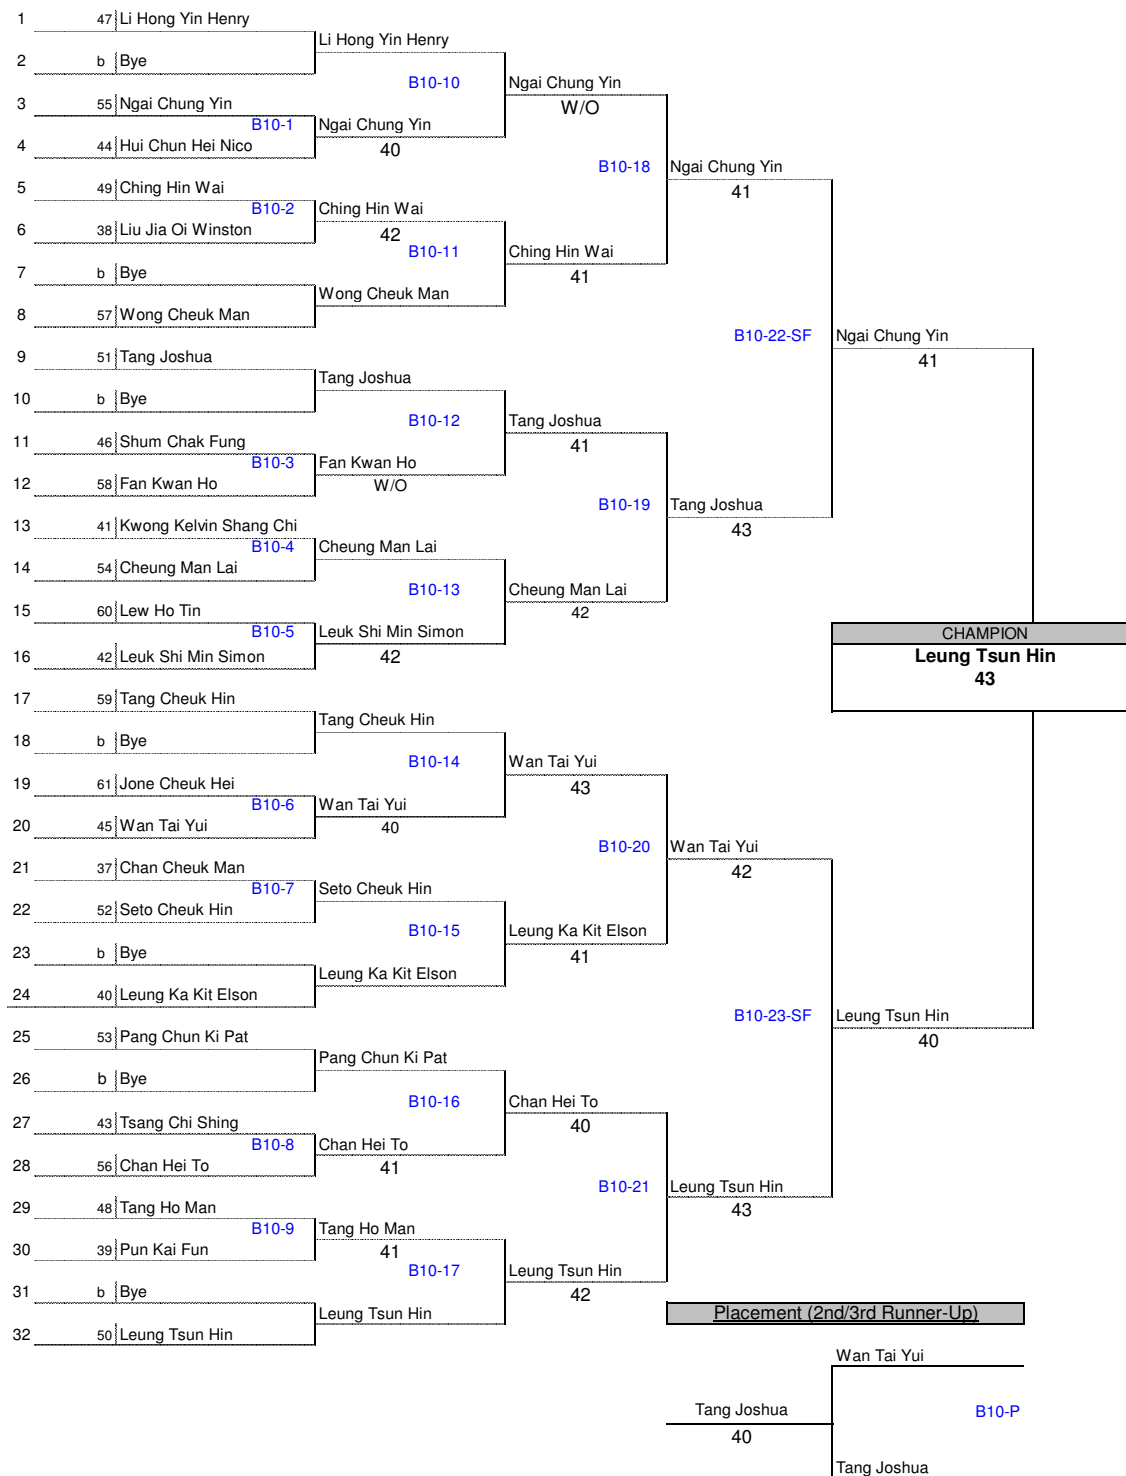 1 47 Li Hong Yin Henry
Li Hong Yin Henry
2 b Bye
B10-10 Ngai Chung Yin
W/O
3 55 Ngai Chung Yin
B10-1 Ngai Chung Yin
40
4 44 Hui Chun Hei Nico
B10-18 Ngai Chung Yin
41
5 49 Ching Hin Wai
B10-2 Ching Hin Wai
42
6 38 Liu Jia Oi Winston
B10-11 Ching Hin Wai
41
7 b Bye
Wong Cheuk Man
8 57 Wong Cheuk Man
B10-22-SF Ngai Chung Yin
41
9 51 Tang Joshua
Tang Joshua
10 b Bye
B10-12 Tang Joshua
41
11 46 Shum Chak Fung
B10-3 Fan Kwan Ho
W/O
12 58 Fan Kwan Ho
B10-19 Tang Joshua
43
13 41 Kwong Kelvin Shang Chi
B10-4 Cheung Man Lai
14 54 Cheung Man Lai
B10-13 Cheung Man Lai
42
15 60 Lew Ho Tin
B10-5 Leuk Shi Min Simon
42
16 42 Leuk Shi Min Simon
CHAMPION
Leung Tsun Hin
43
17 59 Tang Cheuk Hin
Tang Cheuk Hin
18 b Bye
B10-14 Wan Tai Yui
43
19 61 Jone Cheuk Hei
B10-6 Wan Tai Yui
40
20 45 Wan Tai Yui
B10-20 Wan Tai Yui
42
21 37 Chan Cheuk Man
B10-7 Seto Cheuk Hin
22 52 Seto Cheuk Hin
B10-15 Leung Ka Kit Elson
41
23 b Bye
Leung Ka Kit Elson
24 40 Leung Ka Kit Elson
B10-23-SF Leung Tsun Hin
40
25 53 Pang Chun Ki Pat
Pang Chun Ki Pat
26 b Bye
B10-16 Chan Hei To
40
27 43 Tsang Chi Shing
B10-8 Chan Hei To
41
28 56 Chan Hei To
B10-21 Leung Tsun Hin
43
29 48 Tang Ho Man
B10-9 Tang Ho Man
41
30 39 Pun Kai Fun
B10-17 Leung Tsun Hin
42
31 b Bye
Leung Tsun Hin
32 50 Leung Tsun Hin
Placement (2nd/3rd Runner-Up)
Wan Tai Yui
Tang Joshua B10-P
40
Tang Joshua